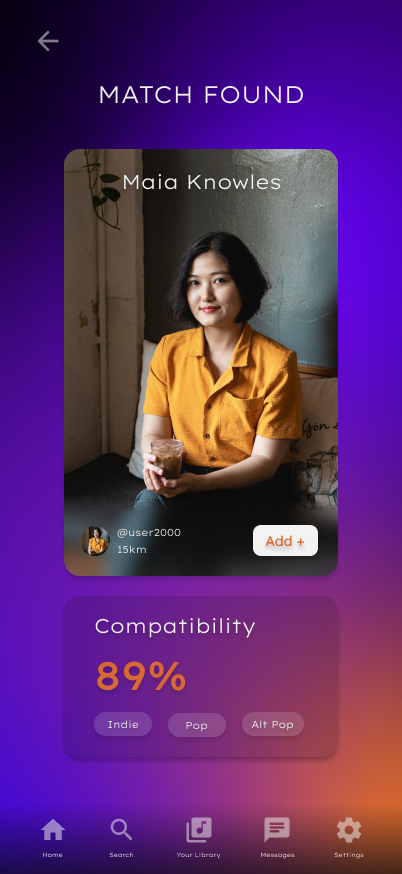 MATCH FOUND
Maia Knowles
Gön
@user2000
15km
Add +
Compatibility
89%
Indie
Pop
Alt Pop
Home
Search
Your Library
Messages
Settings